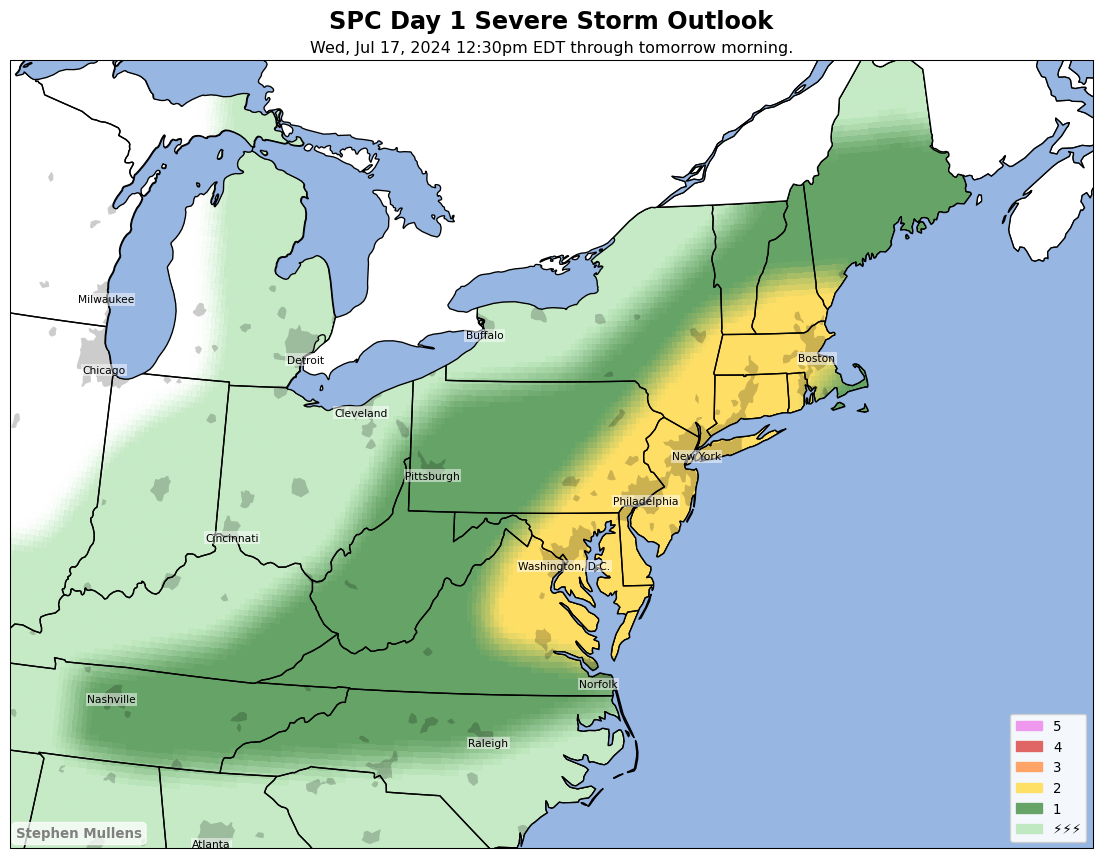 SPC Day 1 Severe Storm Outlook
Wed, Jul 17, 2024 12:30pm EDT through tomorrow morning.
Milwaukee
Chicago
Detroit
Buffalo
Boston
Cleveland
New York
Pittsburgh
Philadelphia
Cincinnati
Washington, D.C.
Norfolk
Nashville
Raleigh
Atlanta
5
4
3
2
1
⚡⚡⚡
Stephen Mullens